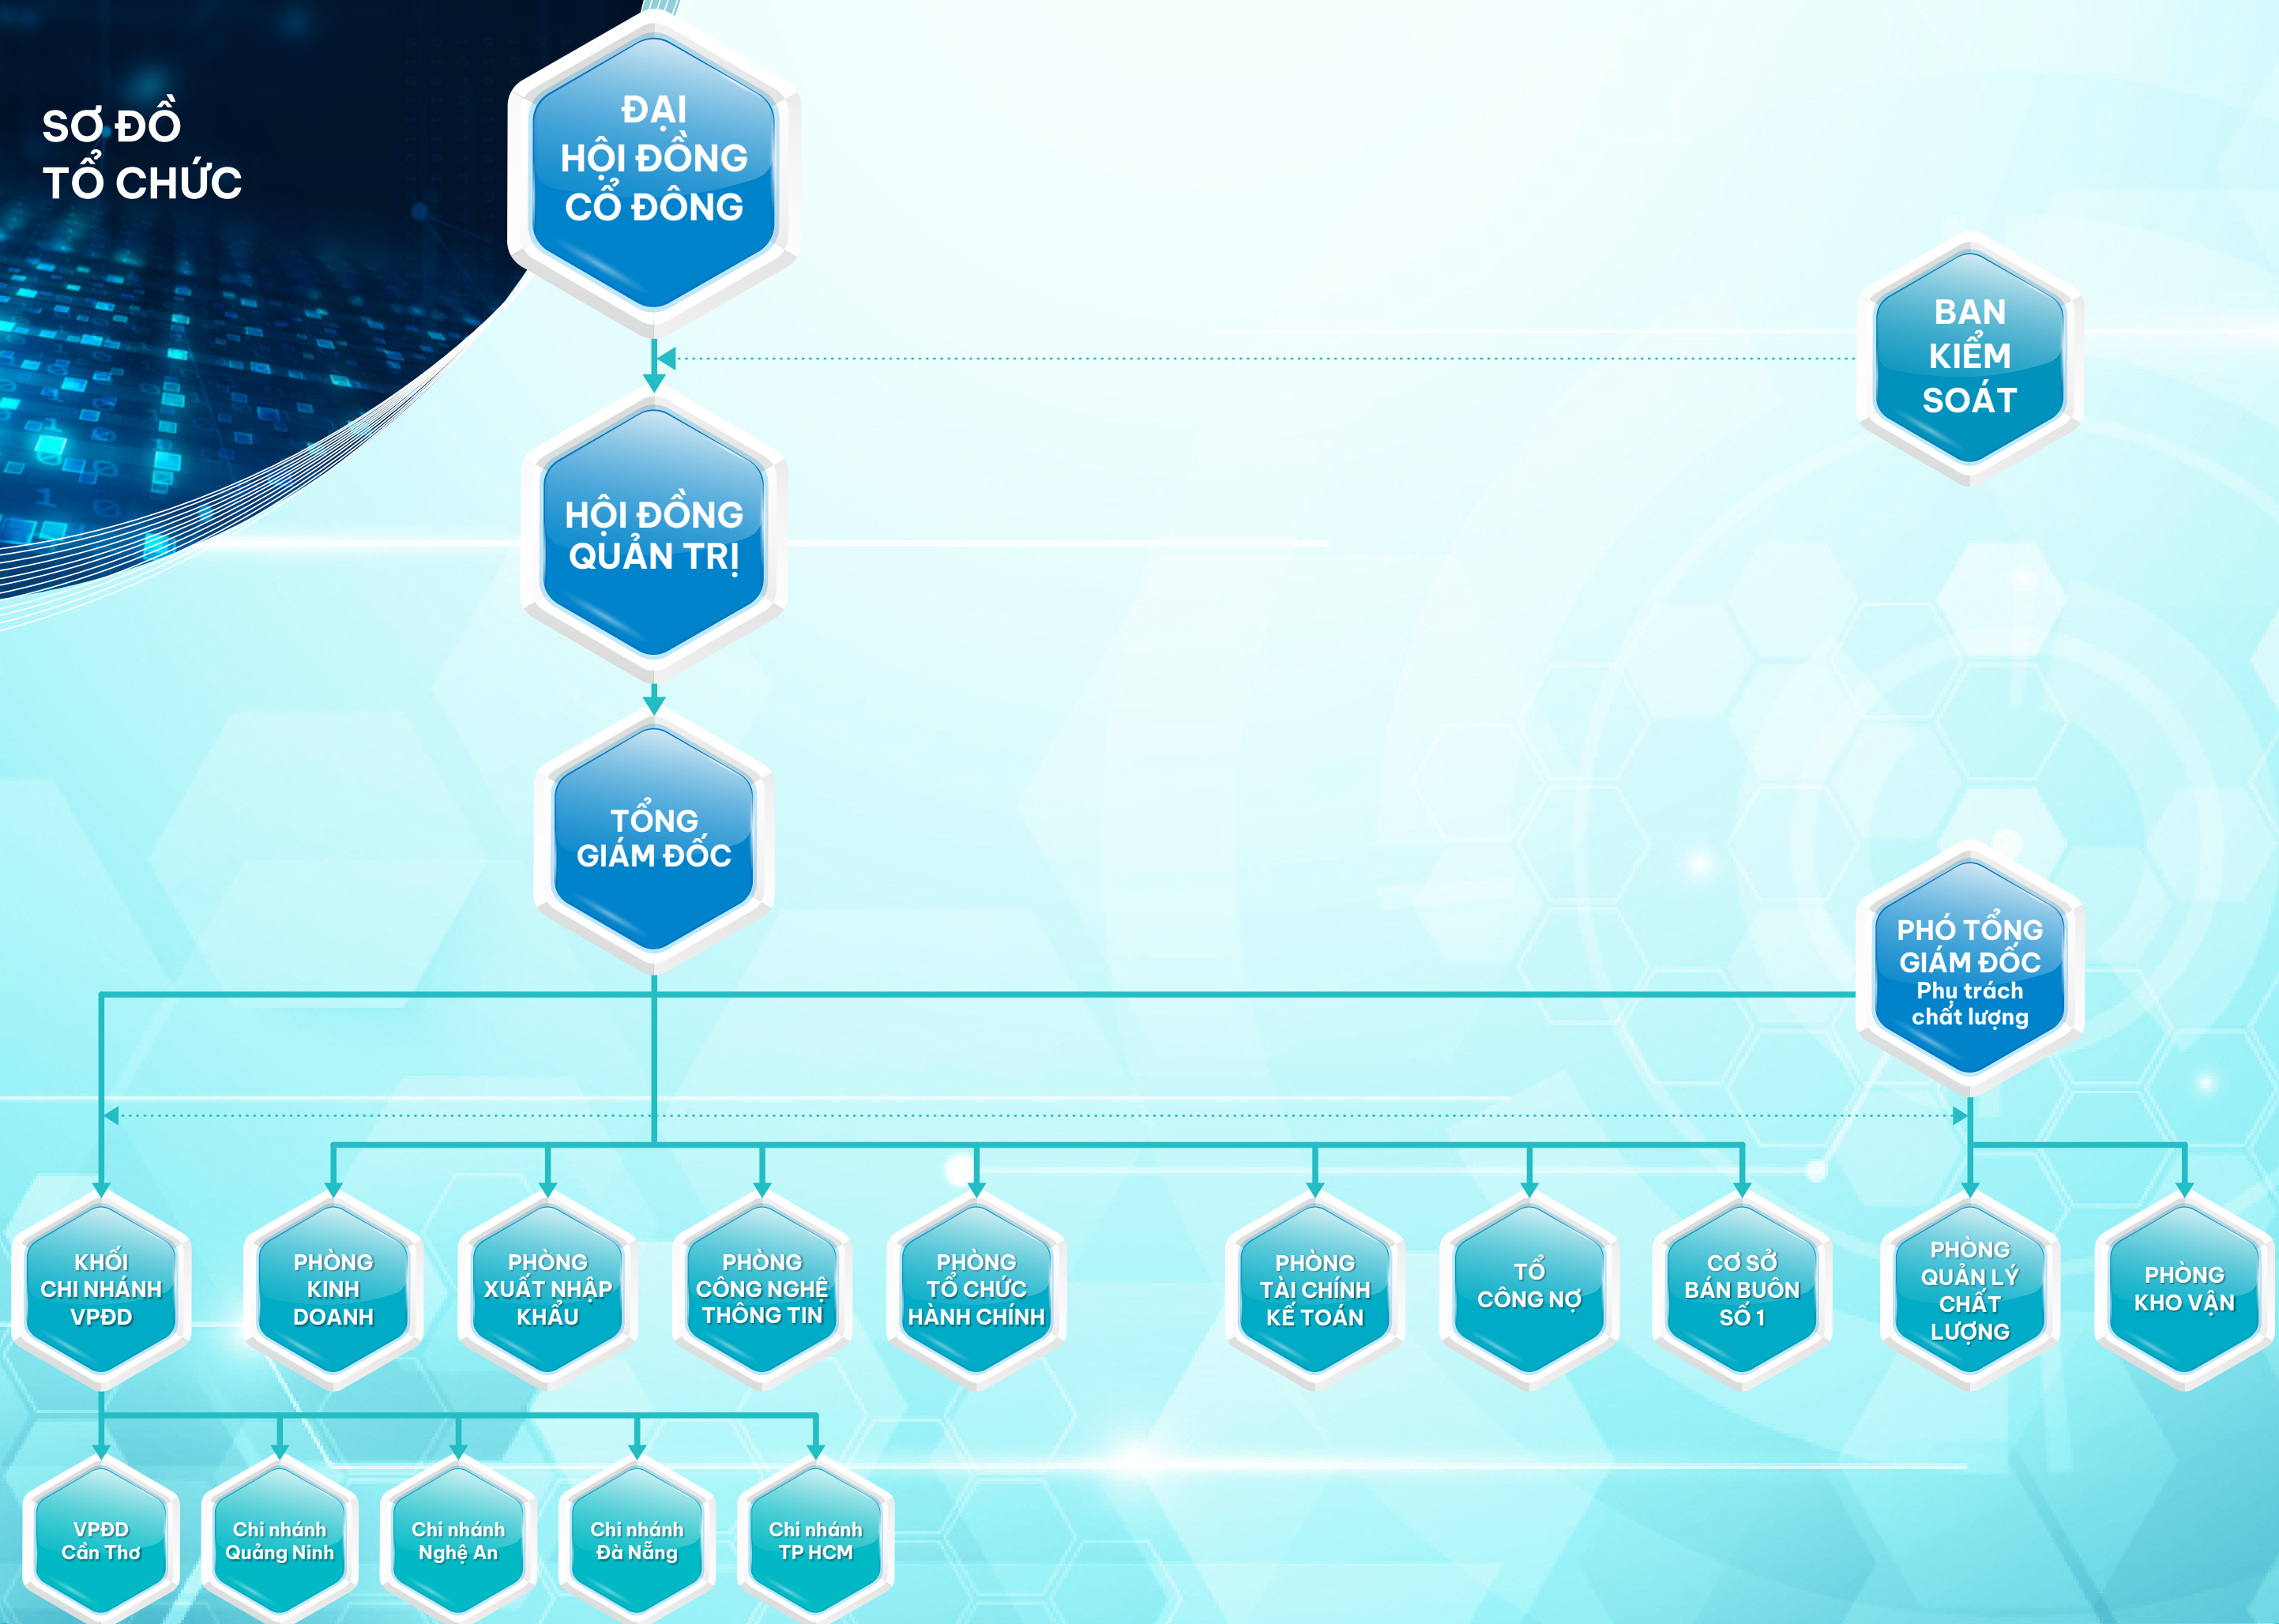 SƠ ĐỒ
TỔ CHỨC
ĐẠI
HỘI ĐỒNG
CỔ ĐÔNG
BAN
KIỂM
SOÁT
HỘI ĐỒNG
QUẢN TRỊ
TỔNG
GIÁM ĐỐC
PHÓ TỔNG
GIÁM ĐỐC
Phụ trách
chất lượng
KHỐI
CHI NHÁNH
VPĐD
PHÒNG
KINH
DOANH
PHÒNG
XUẤT NHẬP
KHẨU
PHÒNG
CÔNG NGHỆ
THÔNG TIN
PHÒNG
TỔ CHỨC
HÀNH CHÍNH
PHÒNG
TÀI CHÍNH
KẾ TOÁN
TỔ
CÔNG NỢ
CƠ SỞ
BÁN BUÔN
SỐ 1
PHÒNG
QUẢN LÝ
CHẤT
LƯỢNG
PHÒNG
KHO VẬN
VPĐD
Cần Thơ
Chi nhánh
Quảng Ninh
Chi nhánh
Nghệ An
Chi nhánh
Đà Nẵng
Chi nhánh
TP HCM